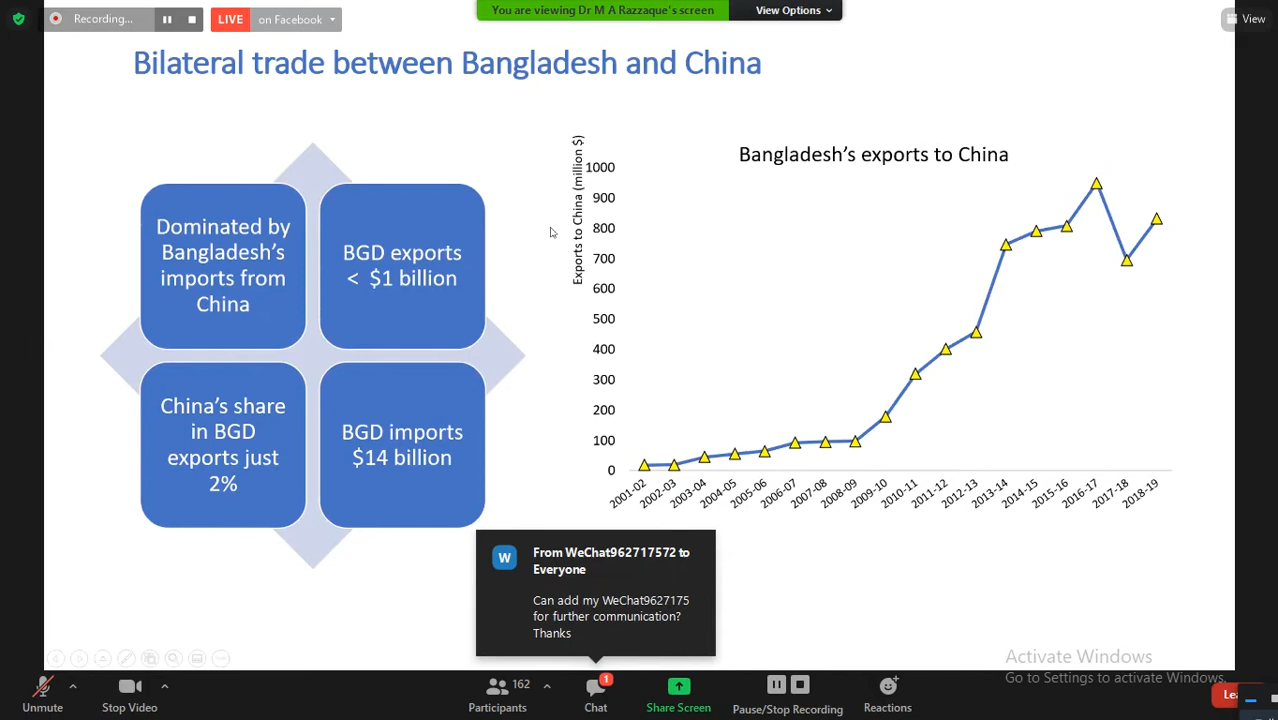 Recording...
LIVE
on Facebook
You are viewing Dr M A Razzaque's screen
View Options
View
Bilateral trade between Bangladesh and China
Dominated by
Bangladesh's
imports from
China
BGD exports
< $1 billion
China's share
in BGD
exports just
2%
BGD imports
$14 billion
Bangladesh's exports to China
Exports to China (million $)
1000
900
800
700
600
500
400
300
200
100
0
2001-02
2002-03
2003-04
2004-05
2005-06
2006-07
2007-08
2008-09
2009-10
2010-11
2011-12
2012-13
2013-14
2014-15
2015-16
2016-17
2017-18
2018-19
W
From WeChat962717572 to
Everyone
Can add my WeChat9627175
for further communication?
Thanks
Activate Windows
Go to Settings to activate Windows.
Unmute
Stop Video
162
Participants
1
Chat
Share Screen
Pause/Stop Recording
Reactions
Lea